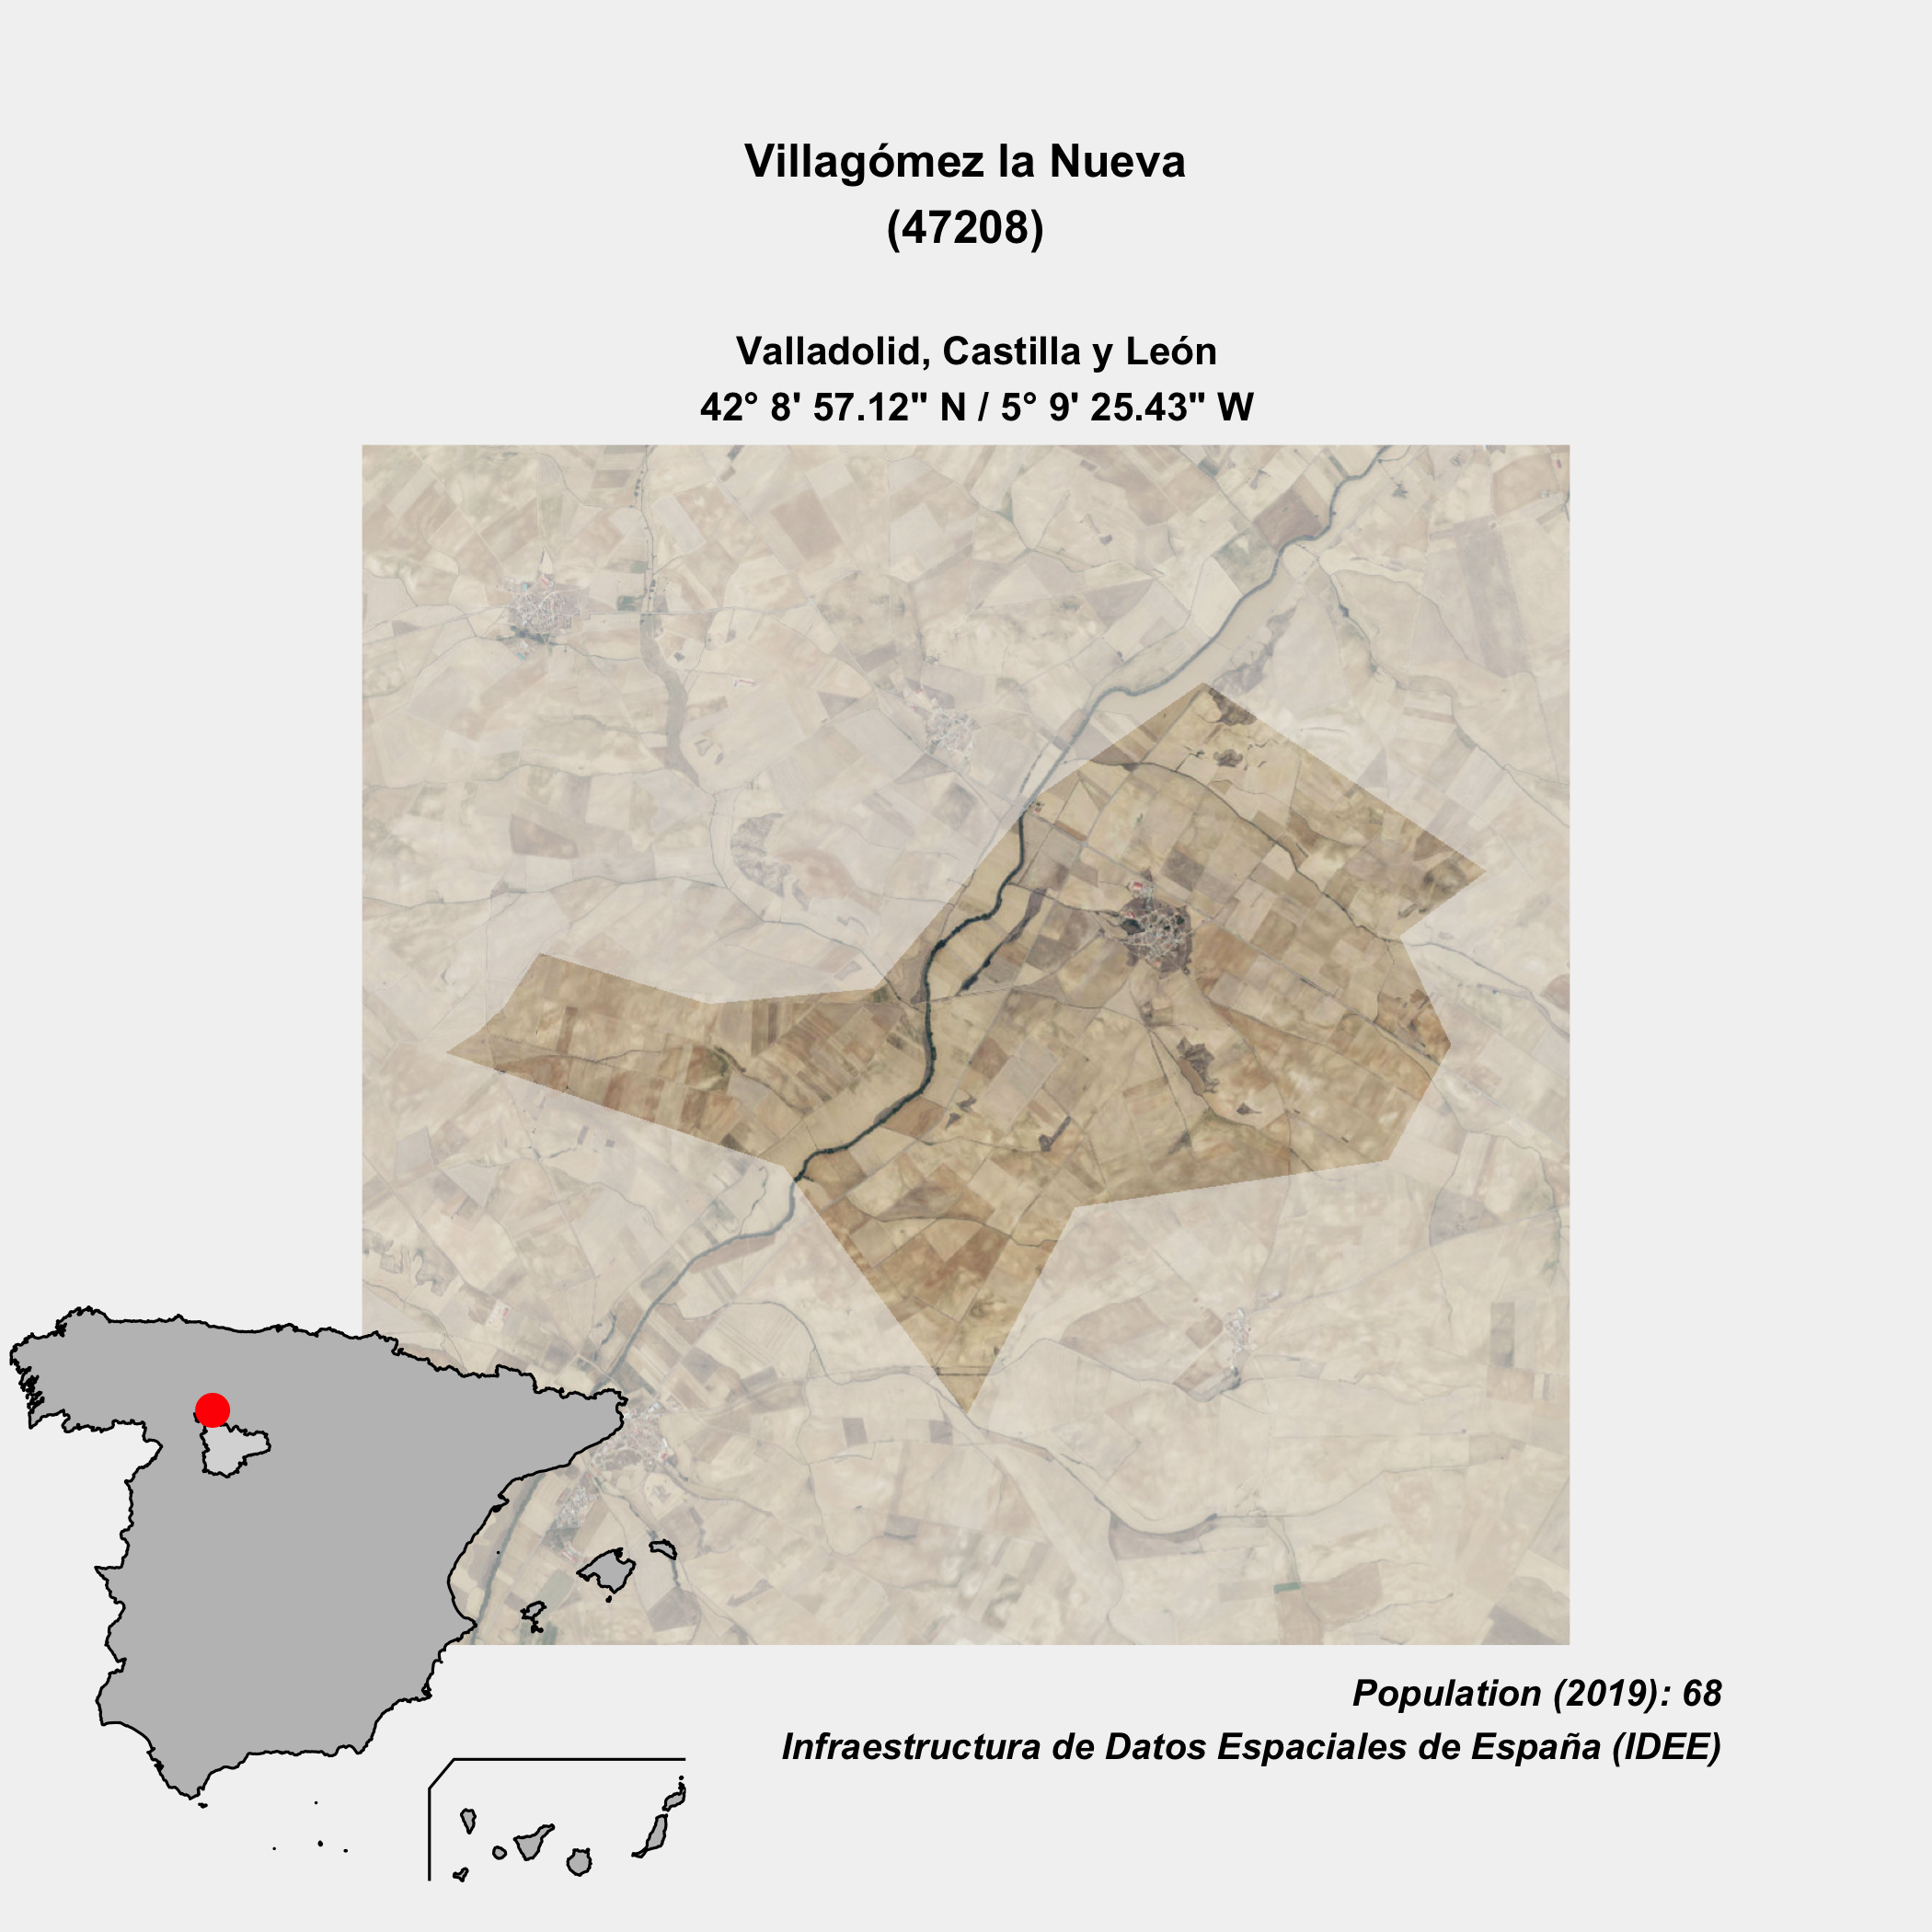 Villagómez la Nueva
(47208)
Valladolid, Castilla y León
42° 8' 57.12" N / 5° 9' 25.43" W
Population (2019): 68
Infraestructura de Datos Espaciales de España (IDEE)